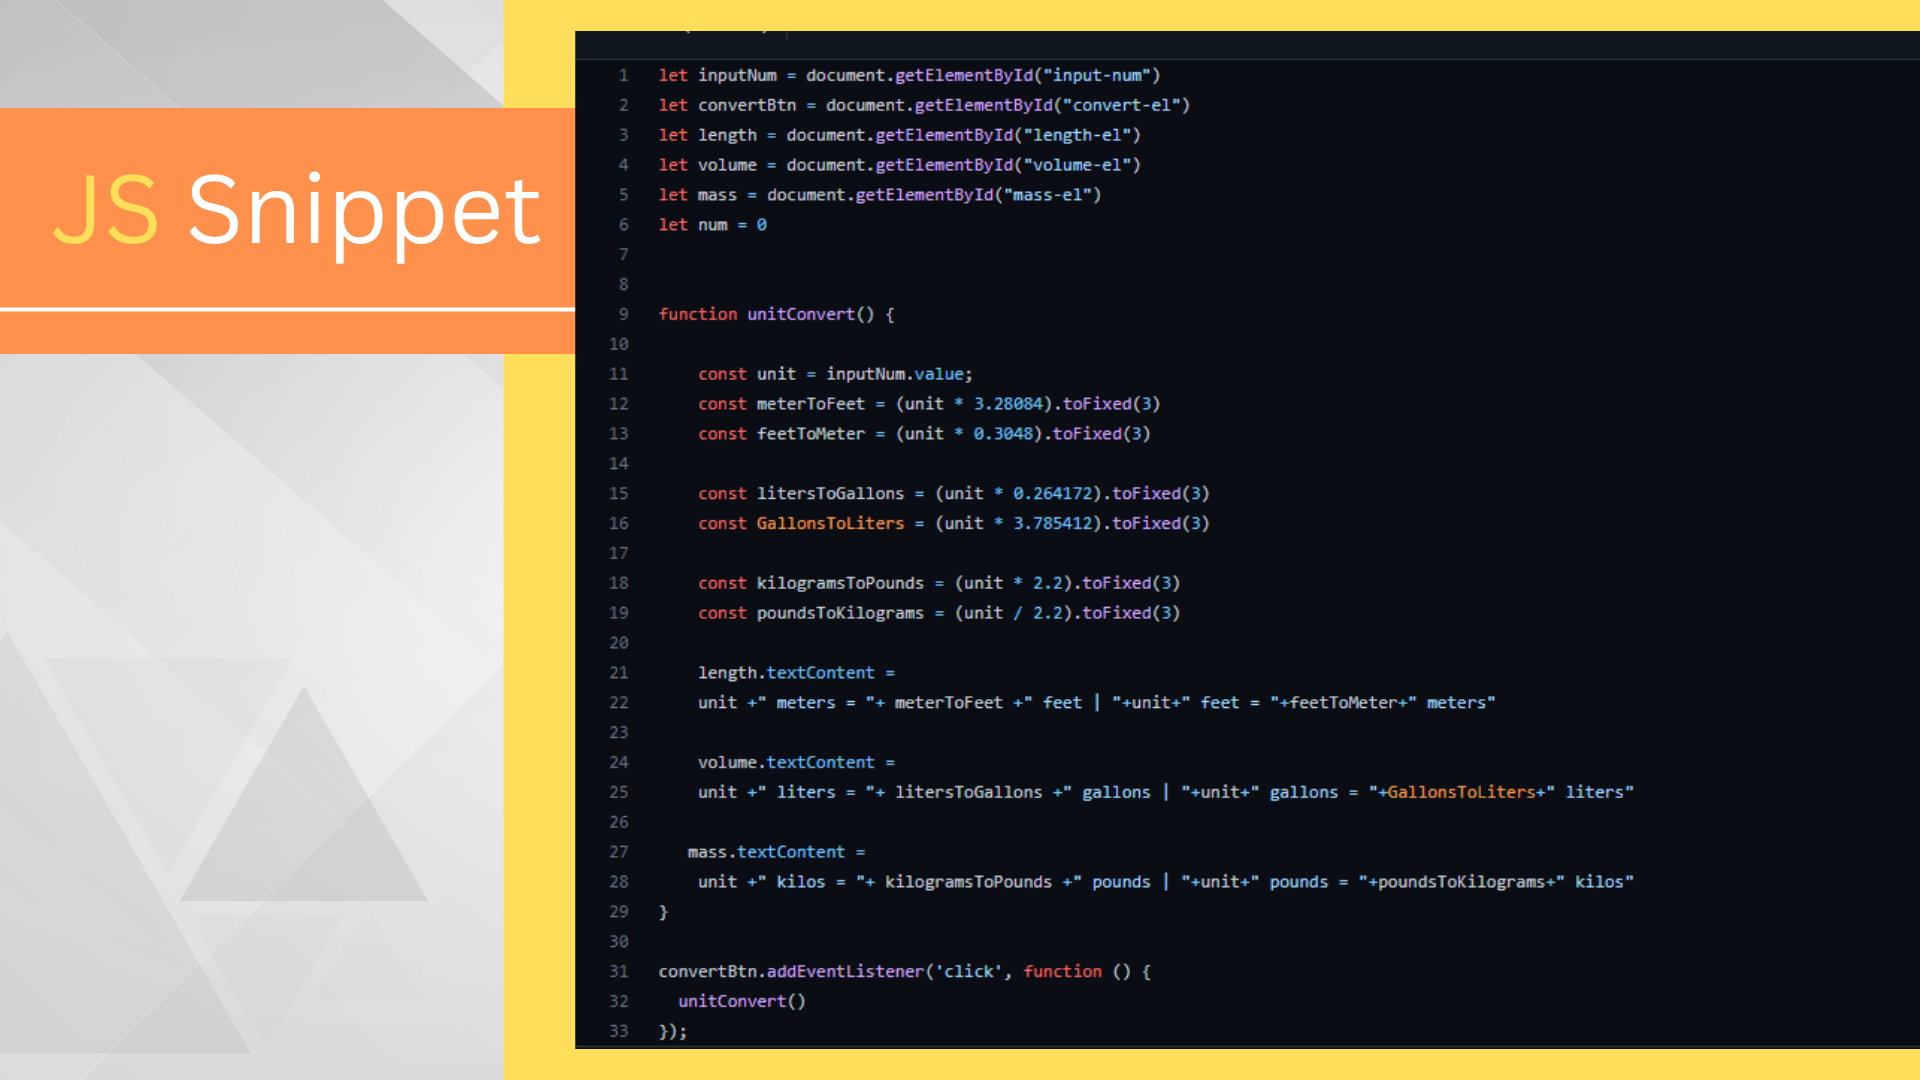 JS Snippet
1 let inputNum = document.getElementById("input-num")
2 let convertBtn = document.getElementById("convert-el")
3 let length = document.getElementById("length-el")
4 let volume = document.getElementById("volume-el")
5 let mass = document.getElementById("mass-el")
6 let num = 0
7
8
9 function unitConvert() {
10
11 const unit = inputNum.value;
12 const meterToFeet = (unit * 3.28084).toFixed(3)
13 const feetToMeter = (unit * 0.3048).toFixed(3)
14
15 const litersToGallons = (unit * 0.264172).toFixed(3)
16 const GallonsToLiters = (unit * 3.785412).toFixed(3)
17
18 const kilogramsToPounds = (unit * 2.2).toFixed(3)
19 const poundsToKilograms = (unit / 2.2).toFixed(3)
20
21 length.textContent =
22 unit +" meters = "+ meterToFeet +" feet | "+unit+" feet = "+feetToMeter+" meters"
23
24 volume.textContent =
25 unit +" liters = "+ litersToGallons +" gallons | "+unit+" gallons = "+GallonsToLiters+" liters"
26
27 mass.textContent =
28 unit +" kilos = "+ kilogramsToPounds +" pounds | "+unit+" pounds = "+poundsToKilograms+" kilos"
29 }
30
31 convertBtn.addEventListener('click', function () {
32 unitConvert()
33 });